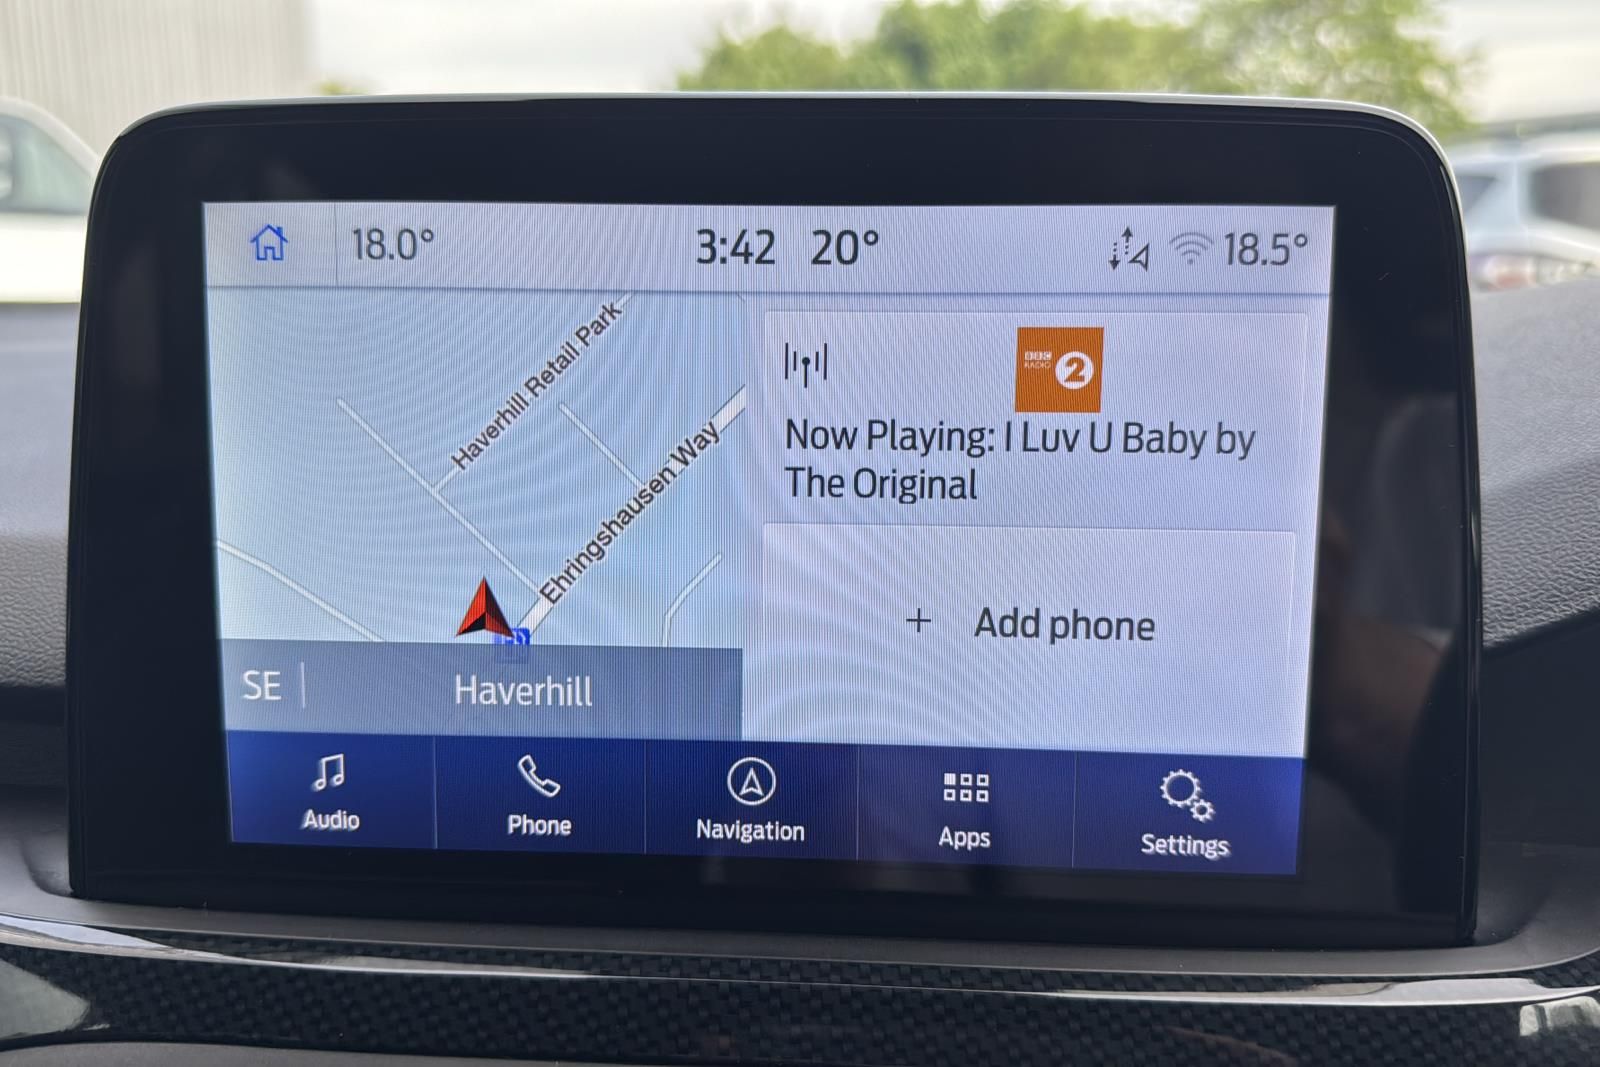 18.0°
3:42 20°
18.5°
Haverhill Retail Park
Ehringshausen Way
SE
Haverhill
BBC
RADIO
2
Now Playing: I Luv U Baby by
The Original
+ Add phone
Audio
Phone
Navigation
Apps
Settings